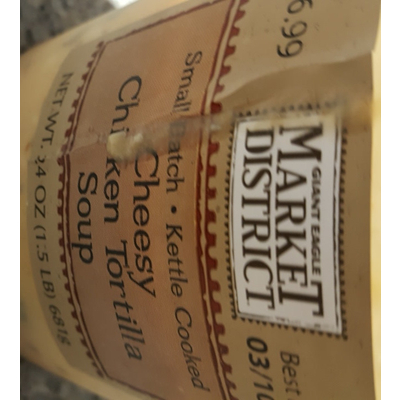 6.99
GIANT EAGLE
MARKET
DISTRICT
Best
03/10
Small Batch • Kettle Cooked
Cheesy
Chicken Tortilla
Soup
NET WT. 24 OZ (1.5 LB) 681g